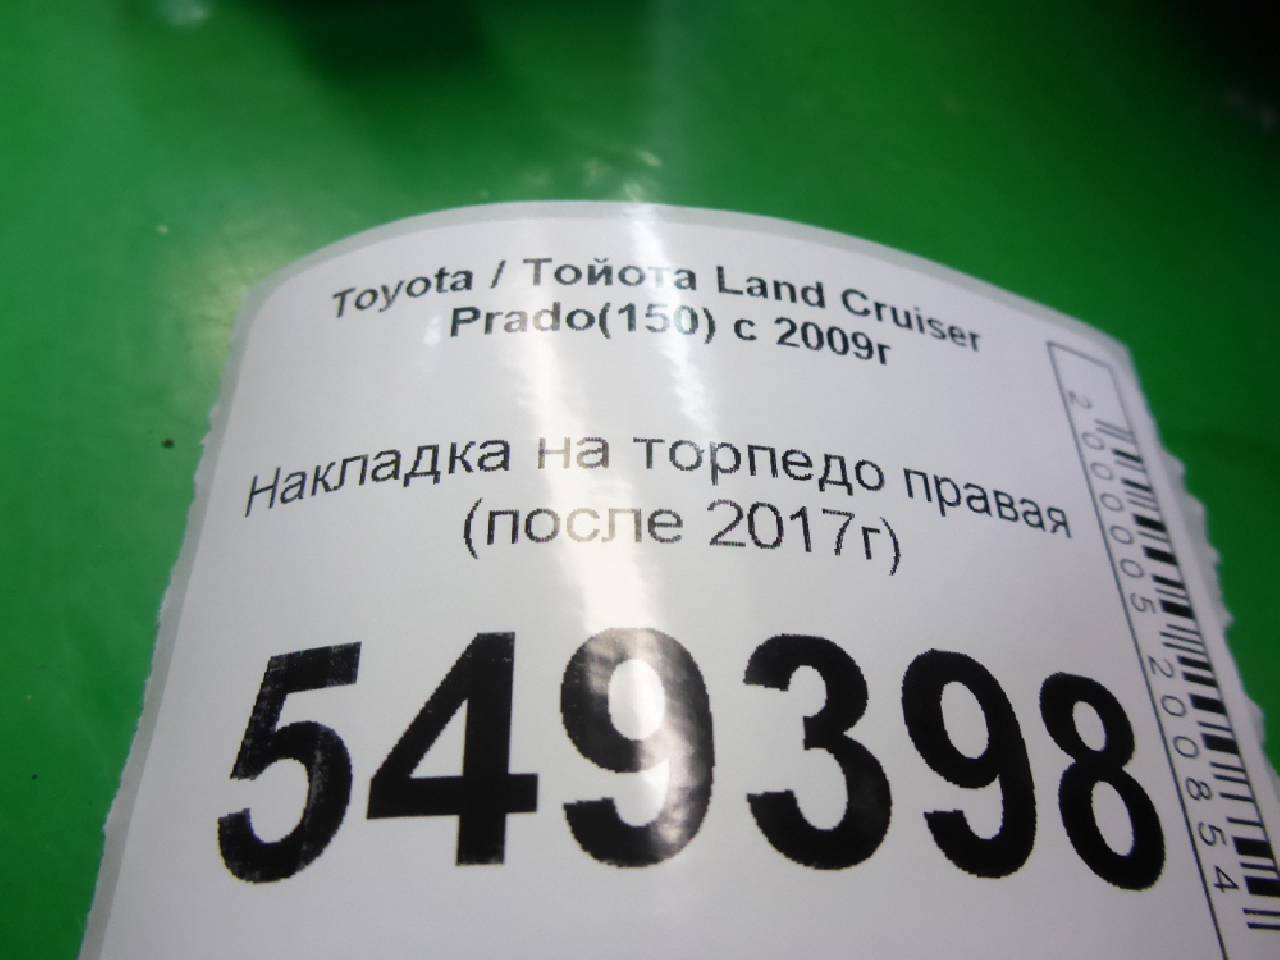 Toyota / Тойота Land Cruiser
Prado(150) с 2009г
Накладка на торпедо правая
(после 2017г)
549398
2000005200854